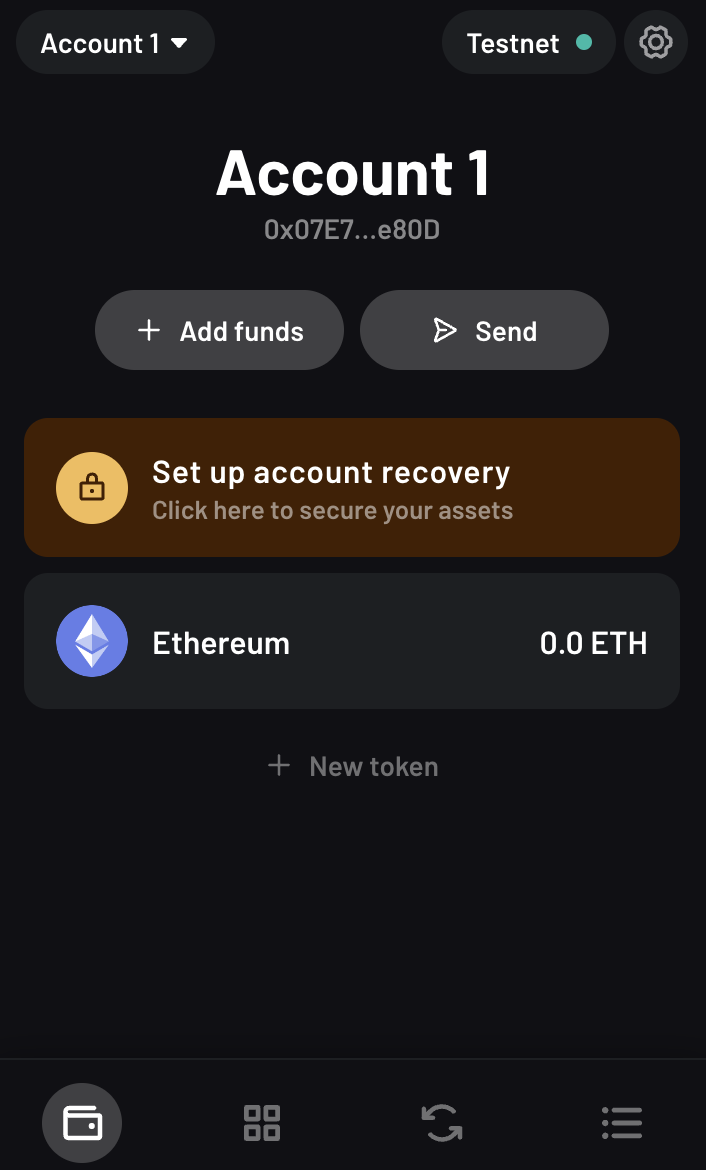 Account 1
Testnet
Account 1
0x07E7...e80D
Add funds
Send
Set up account recovery
Click here to secure your assets
Ethereum
0.0 ETH
New token